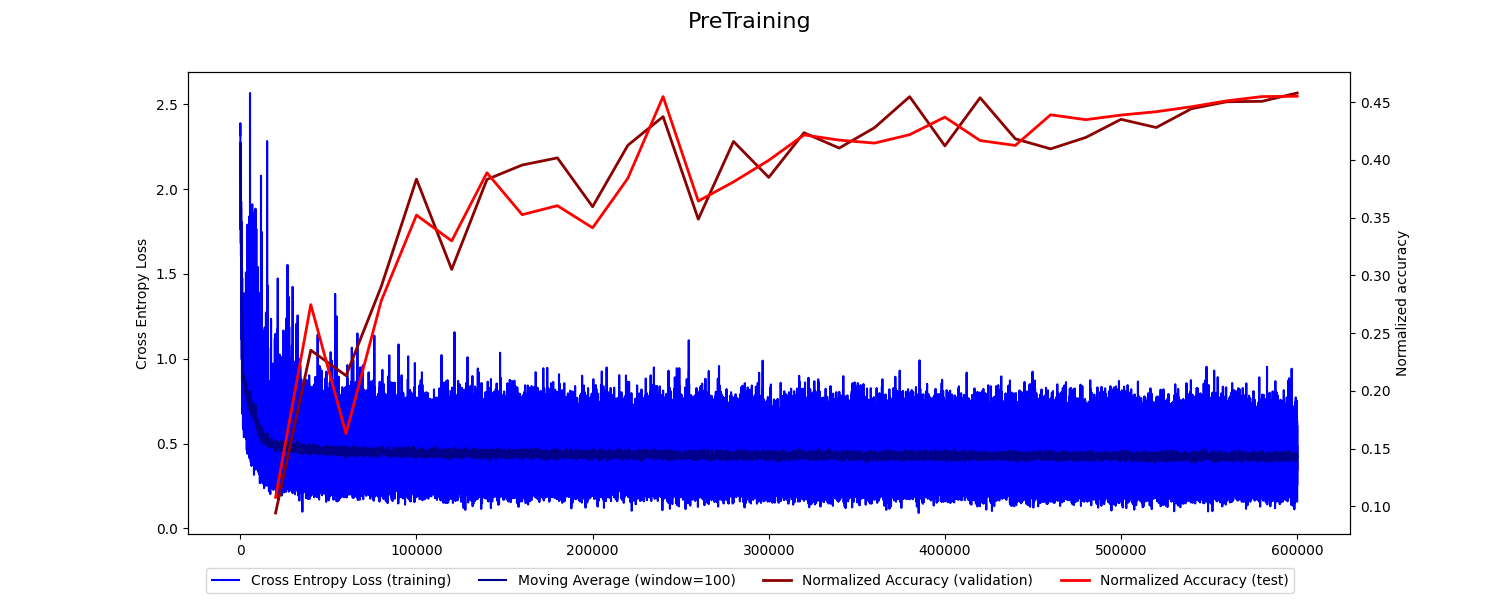 PreTraining
Cross Entropy Loss
2.5
2.0
1.5
1.0
0.5
0.0
0.45
0.40
0.35
0.30
0.25
0.20
0.15
0.10
Normalized accuracy
0 100000 200000 300000 400000 500000 600000
Cross Entropy Loss (training) Moving Average (window=100) Normalized Accuracy (validation) Normalized Accuracy (test)